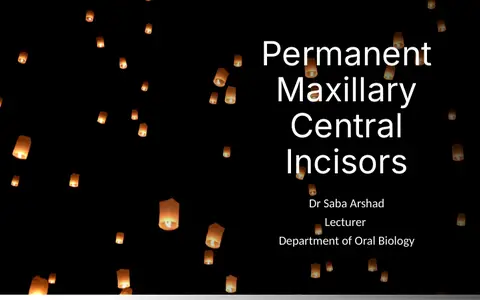 Permanent
Maxillary
Central
Incisors
Dr Saba Arshad
Lecturer
Department of Oral Biology